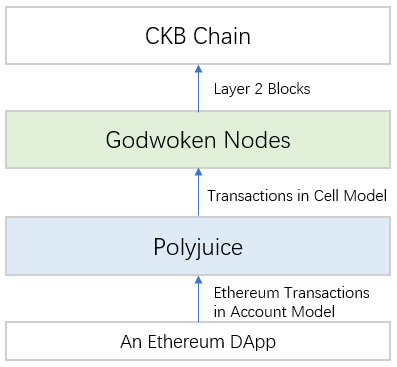 CKB Chain
Layer 2 Blocks
Godwoken Nodes
Transactions in Cell Model
Polyjuice
Ethereum Transactions
in Account Model
An Ethereum DApp